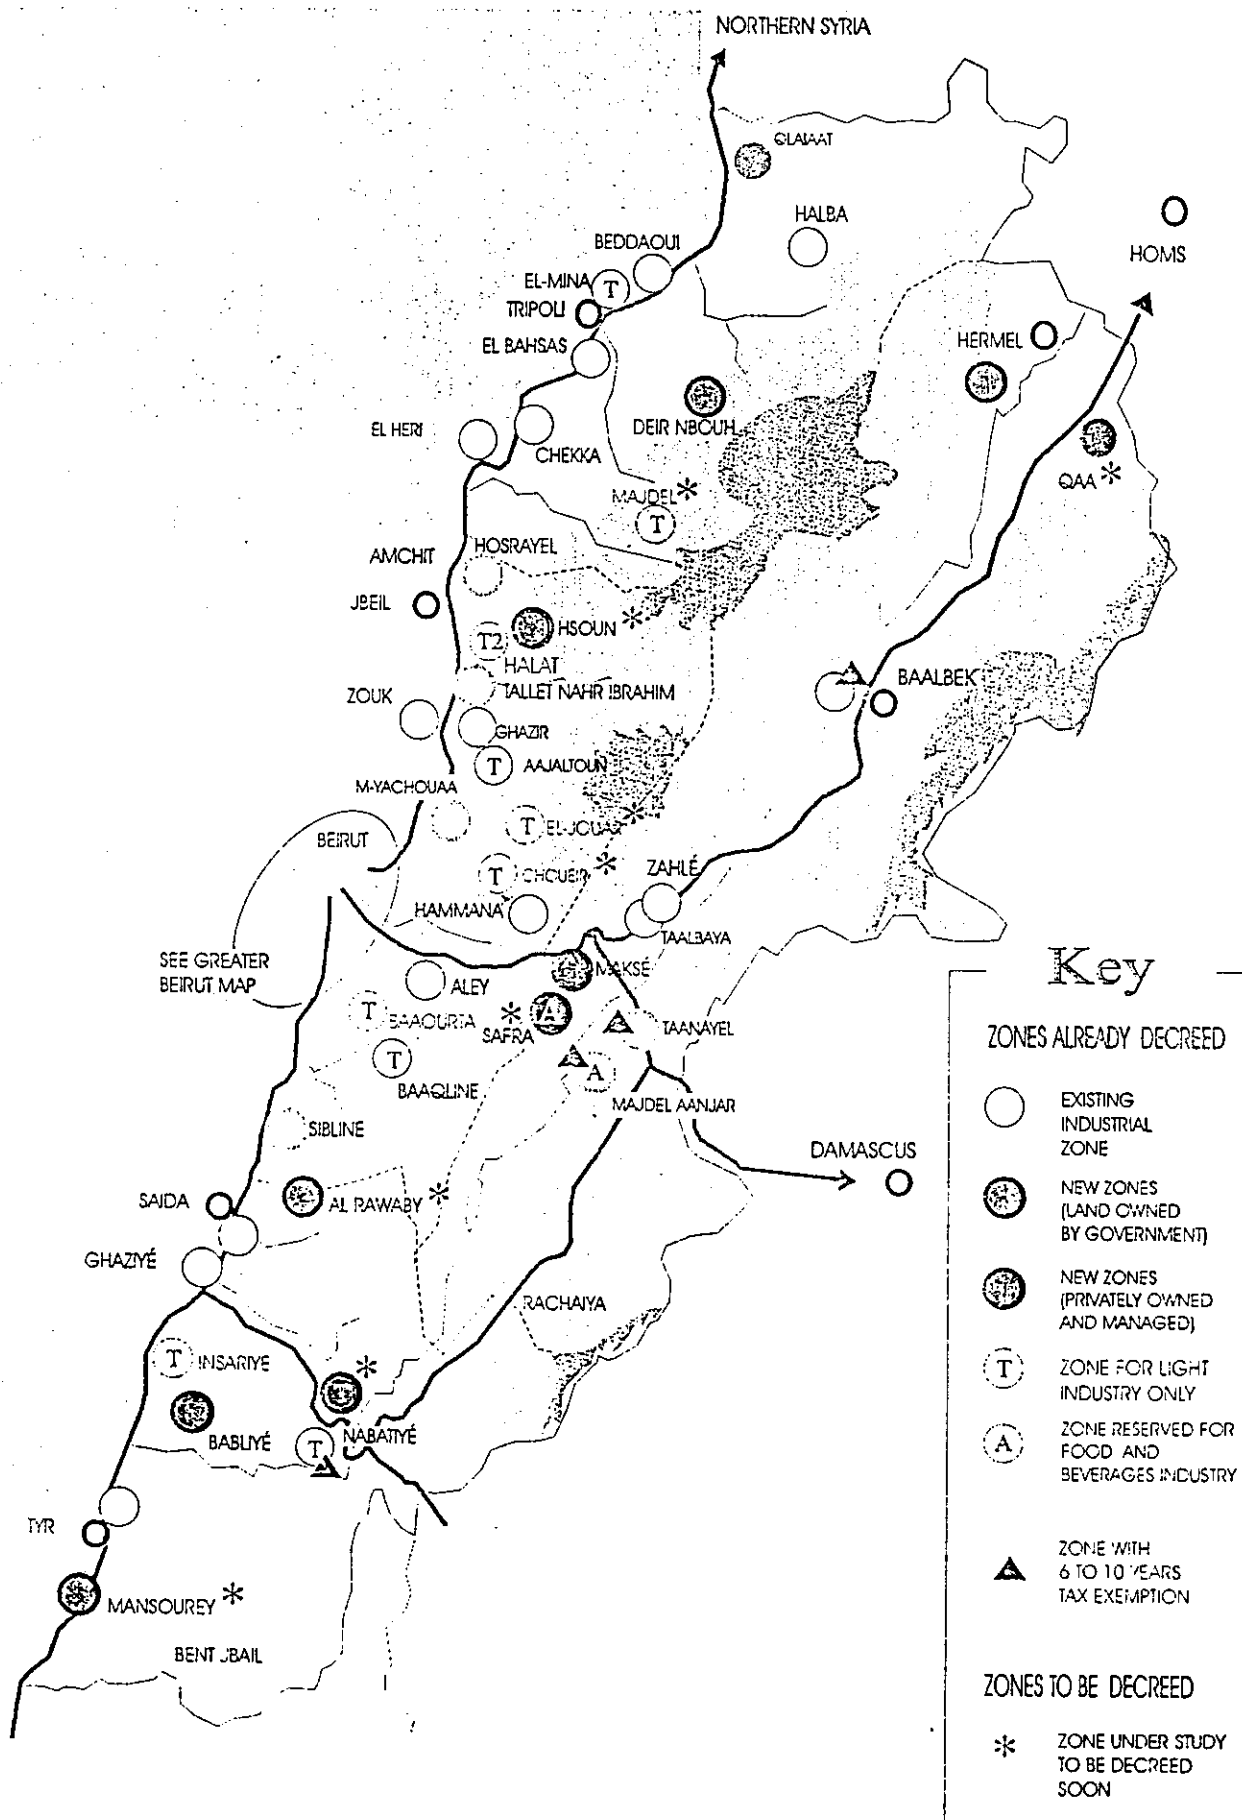 NORTHERN SYRIA
QLAIAAT
HALBA
HOMS
BEDDAOUI
EL-MINA
T
TRIPOLI
HERMEL
EL BAHSAS
DEIR NBOUH
EL HERI
CHEKKA
QAA *
MAJDEL *
T
HOSRAYEL
AMCHIT
JBEIL
HSOUN *
T2
HALAT
BAALBEK
TALLET NAHR IBRAHIM
ZOUK
GHAZIR
T
AAJALTOUN
M-YACHOUAA
T
EL-JOUAR *
BEIRUT
T
CHOUEIR *
ZAHLÉ
HAMMANA
TAALBAYA
SEE GREATER
BEIRUT MAP
MAKSÉ
ALEY
T
BAAOURTA
* SAFRA
A
TAANAYEL
T
BAAQLINE
A
MAJDEL AANJAR
SIBLINE
DAMASCUS
SAIDA
AL RAWABY *
GHAZIYÉ
RACHAIYA
T
INSARIYÉ
*
BABLIYÉ
T
NABATIYÉ
TYR
MANSOUREY *
BENT JBAIL
Key
ZONES ALREADY DECREED
EXISTING
INDUSTRIAL
ZONE
NEW ZONES
(LAND OWNED
BY GOVERNMENT)
NEW ZONES
(PRIVATELY OWNED
AND MANAGED)
T
ZONE FOR LIGHT
INDUSTRY ONLY
A
ZONE RESERVED FOR
FOOD AND
BEVERAGES INDUSTRY
ZONE WITH
6 TO 10 YEARS
TAX EXEMPTION
ZONES TO BE DECREED
*
ZONE UNDER STUDY
TO BE DECREED
SOON